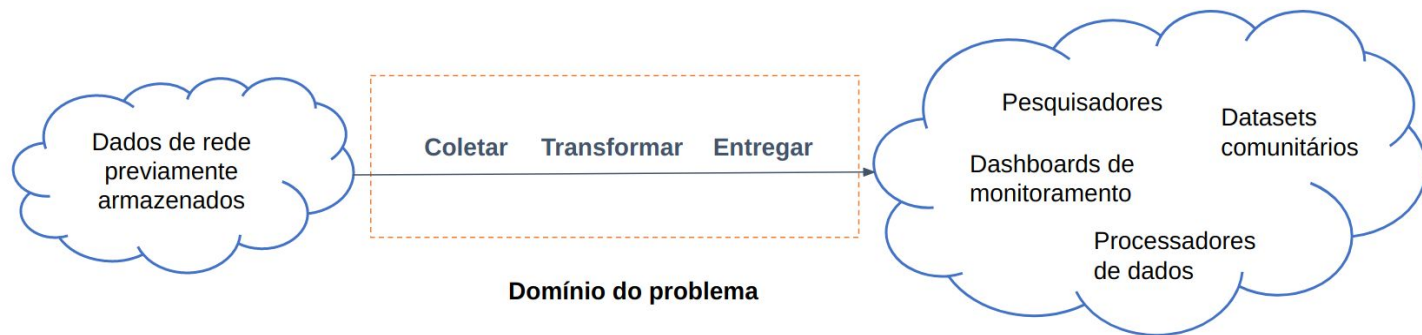 Dados de rede
previamente
armazenados
Coletar Transformar Entregar
Domínio do problema
Pesquisadores
Datasets
comunitários
Dashboards de
monitoramento
Processadores
de dados